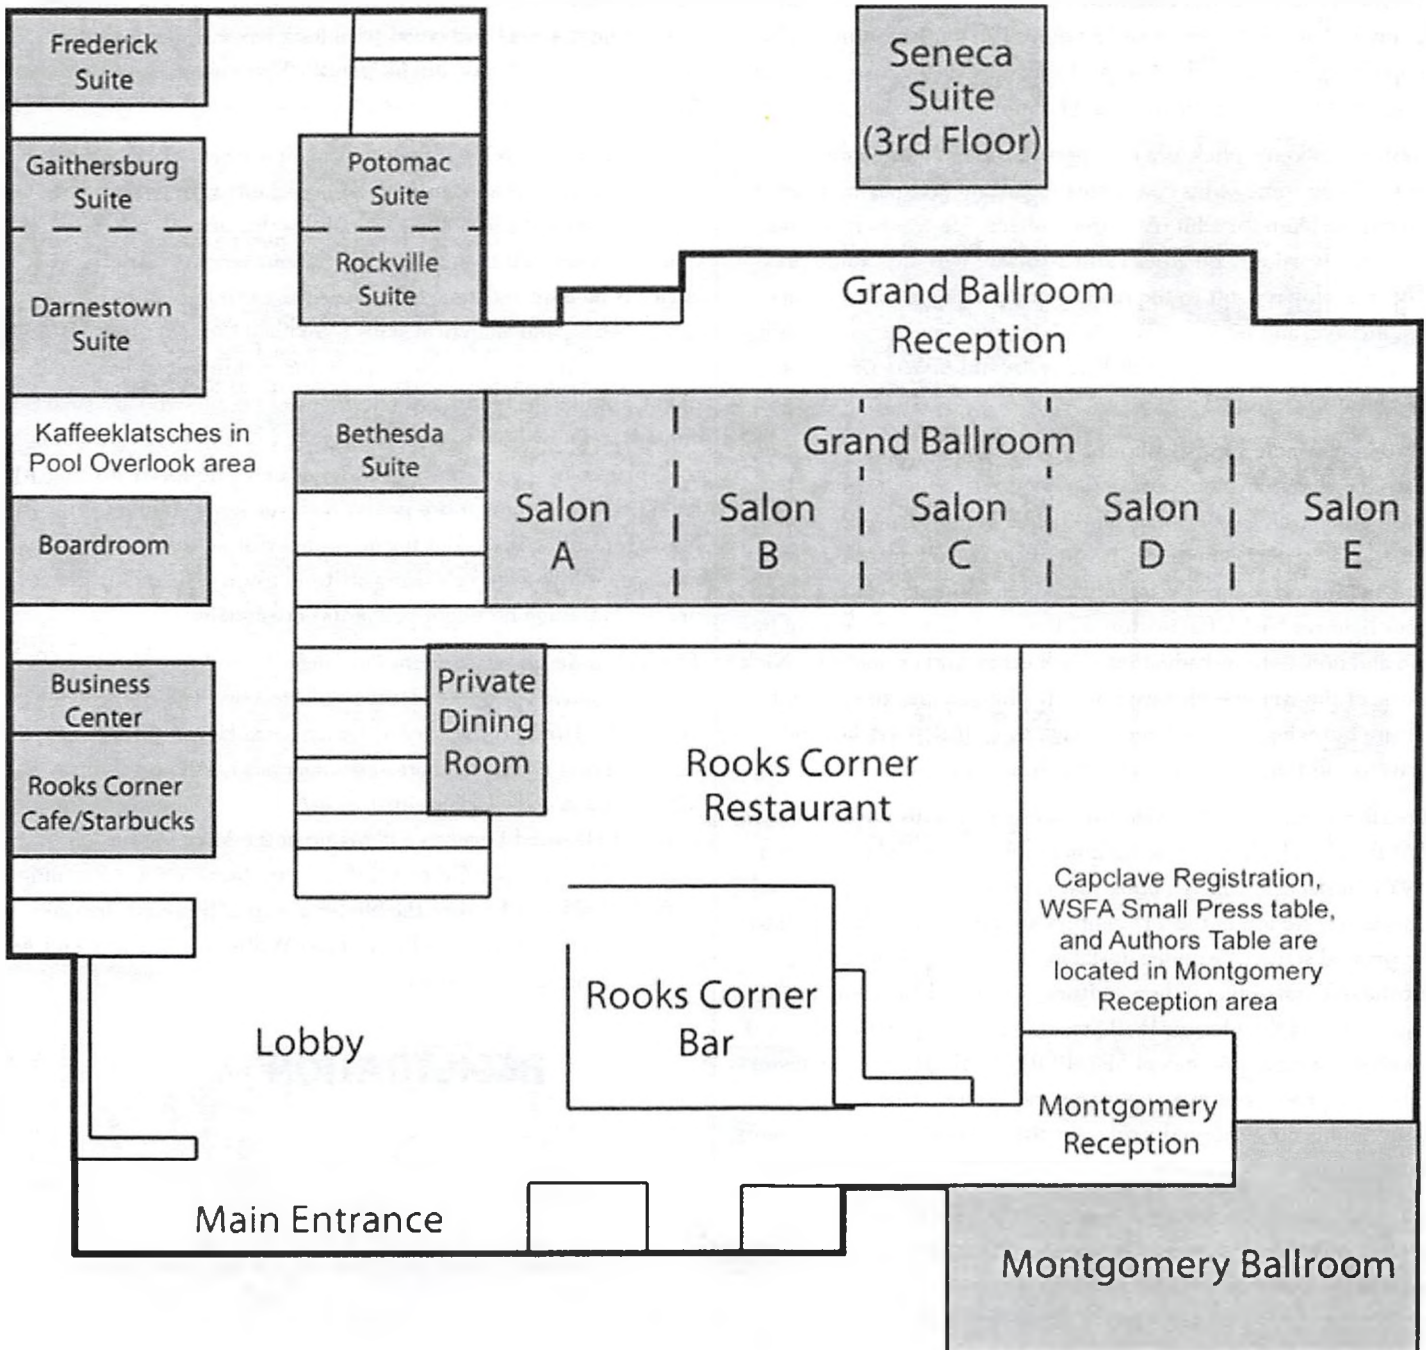 Frederick
Suite
Seneca
Suite
(3rd Floor)
Gaithersburg
Suite
Potomac
Suite
Darnestown
Suite
Rockville
Suite
Grand Ballroom
Reception
Kaffeeklatsches in
Pool Overlook area
Bethesda
Suite
Grand Ballroom
Salon
A
Salon
B
Salon
C
Salon
D
Salon
E
Boardroom
Business
Center
Rooks Corner
Cafe/Starbucks
Private
Dining
Room
Rooks Corner
Restaurant
Capclave Registration,
WSFA Small Press table,
and Authors Table are
located in Montgomery
Reception area
Rooks Corner
Bar
Lobby
Montgomery
Reception
Main Entrance
Montgomery Ballroom